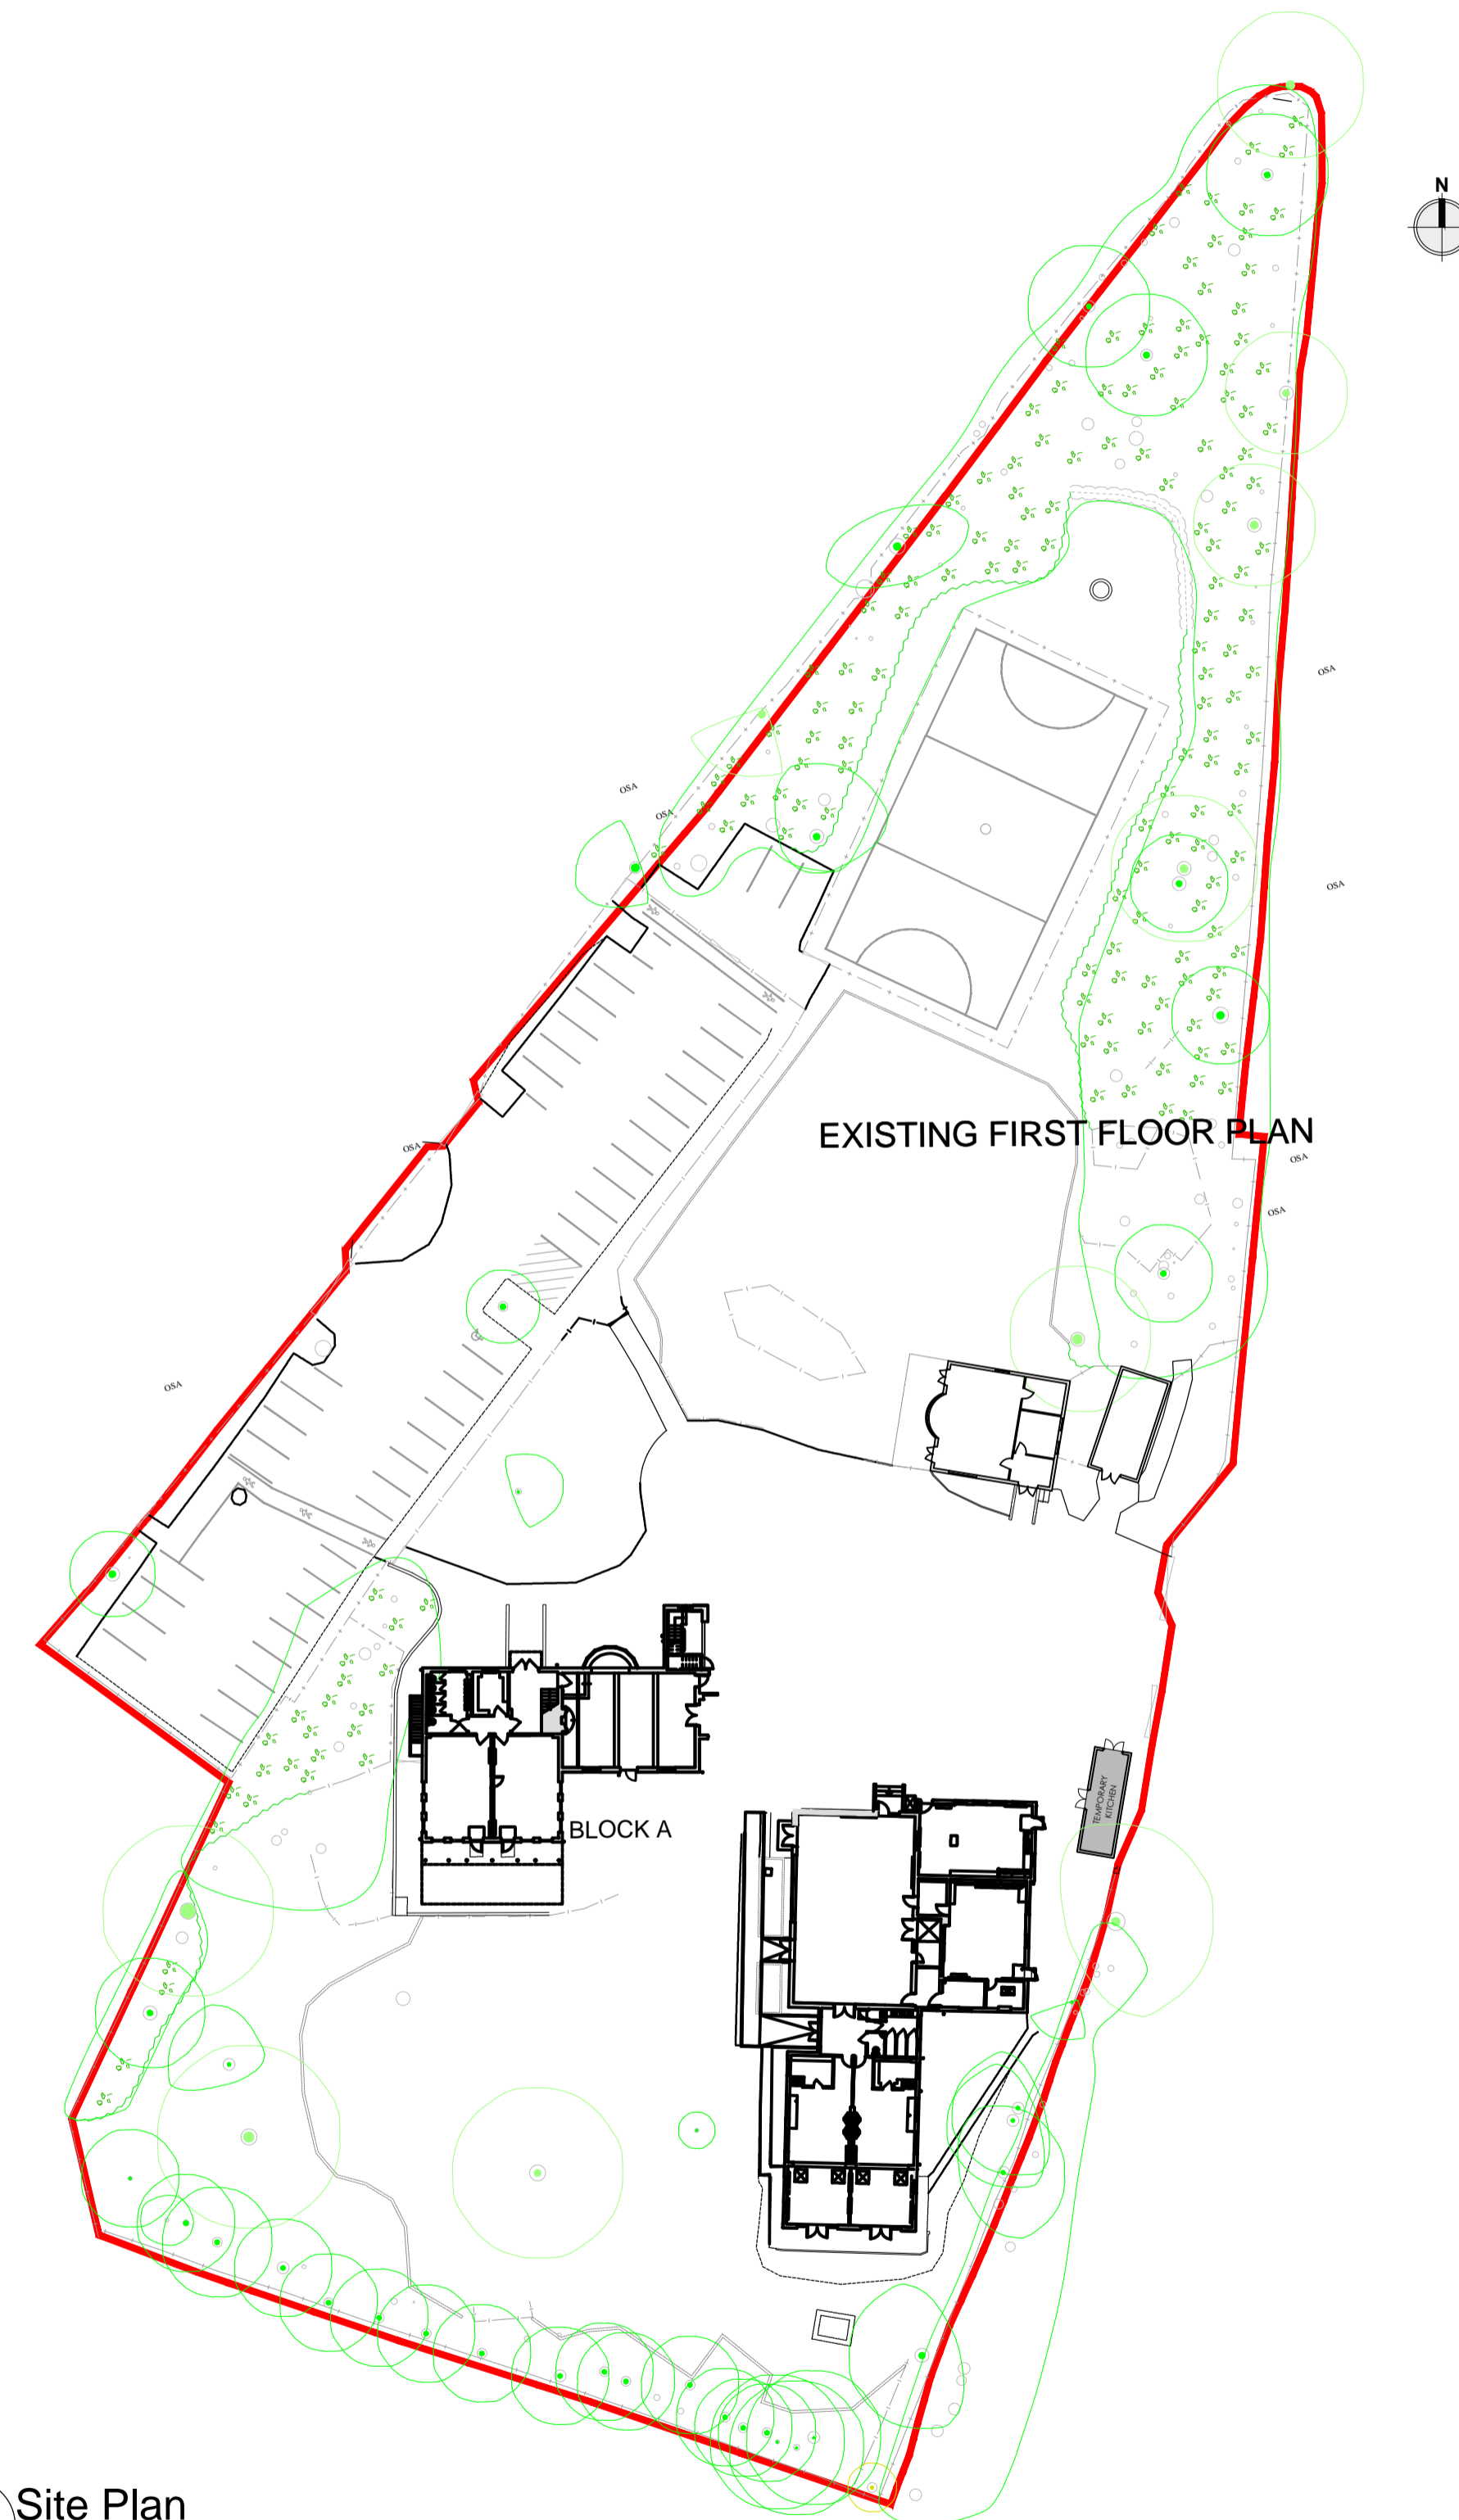 N
OSA
OSA
OSA
OSA
EXISTING FIRST FLOOR PLAN
OSA
OSA
OSA
OSA
TEMPORARY
KITCHEN
BLOCK A
Site Plan